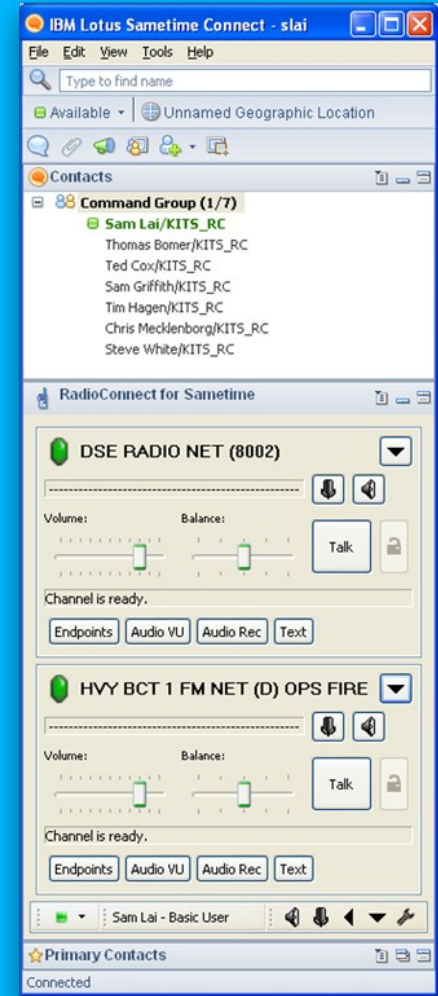 IBM Lotus Sametime Connect - slai
File Edit View Tools Help
Type to find name
Available Unnamed Geographic Location
Contacts
Command Group (1/7)
Sam Lai/KITS_RC
Thomas Bomer/KITS_RC
Ted Cox/KITS_RC
Sam Griffith/KITS_RC
Tim Hagen/KITS_RC
Chris Mecklenborg/KITS_RC
Steve White/KITS_RC
RadioConnect for Sametime
DSE RADIO NET (8002)
Volume: Balance:
Talk
Channel is ready.
Endpoints Audio VU Audio Rec Text
HVY BCT 1 FM NET (D) OPS FIRE
Volume: Balance:
Talk
Channel is ready.
Endpoints Audio VU Audio Rec Text
Sam Lai - Basic User
Primary Contacts
Connected